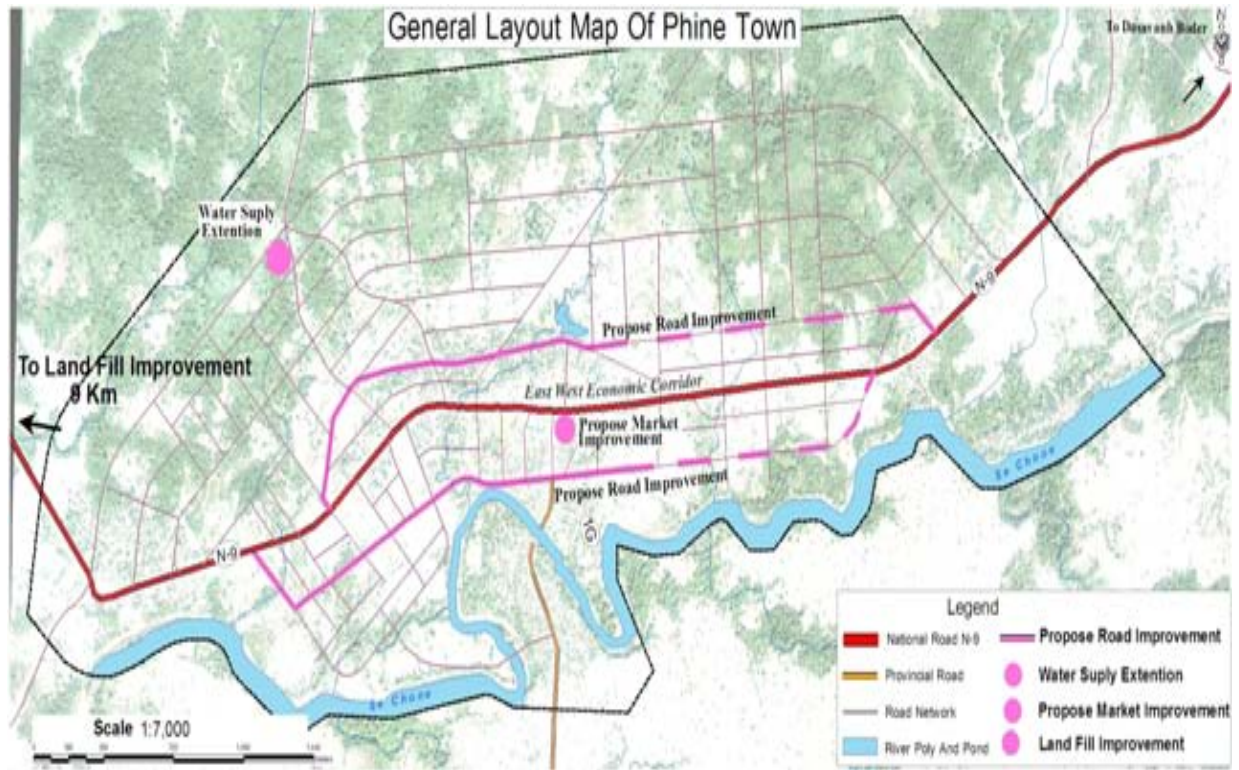 General Layout Map Of Phine Town
To Dansavanh Boder
Water Suply
Extention
N-9
Propose Road Improvement
To Land Fill Improvement
9 Km
East West Economic Corridor
Propose Market
Improvement
Propose Road Improvement
Se Chone
N-9
Se Chone
Scale 1:7,000
Legend
National Road N-9
Provincial Road
Road Network
River Poly And Pond
Propose Road Improvement
Water Suply Extention
Propose Market Improvement
Land Fill Improvement